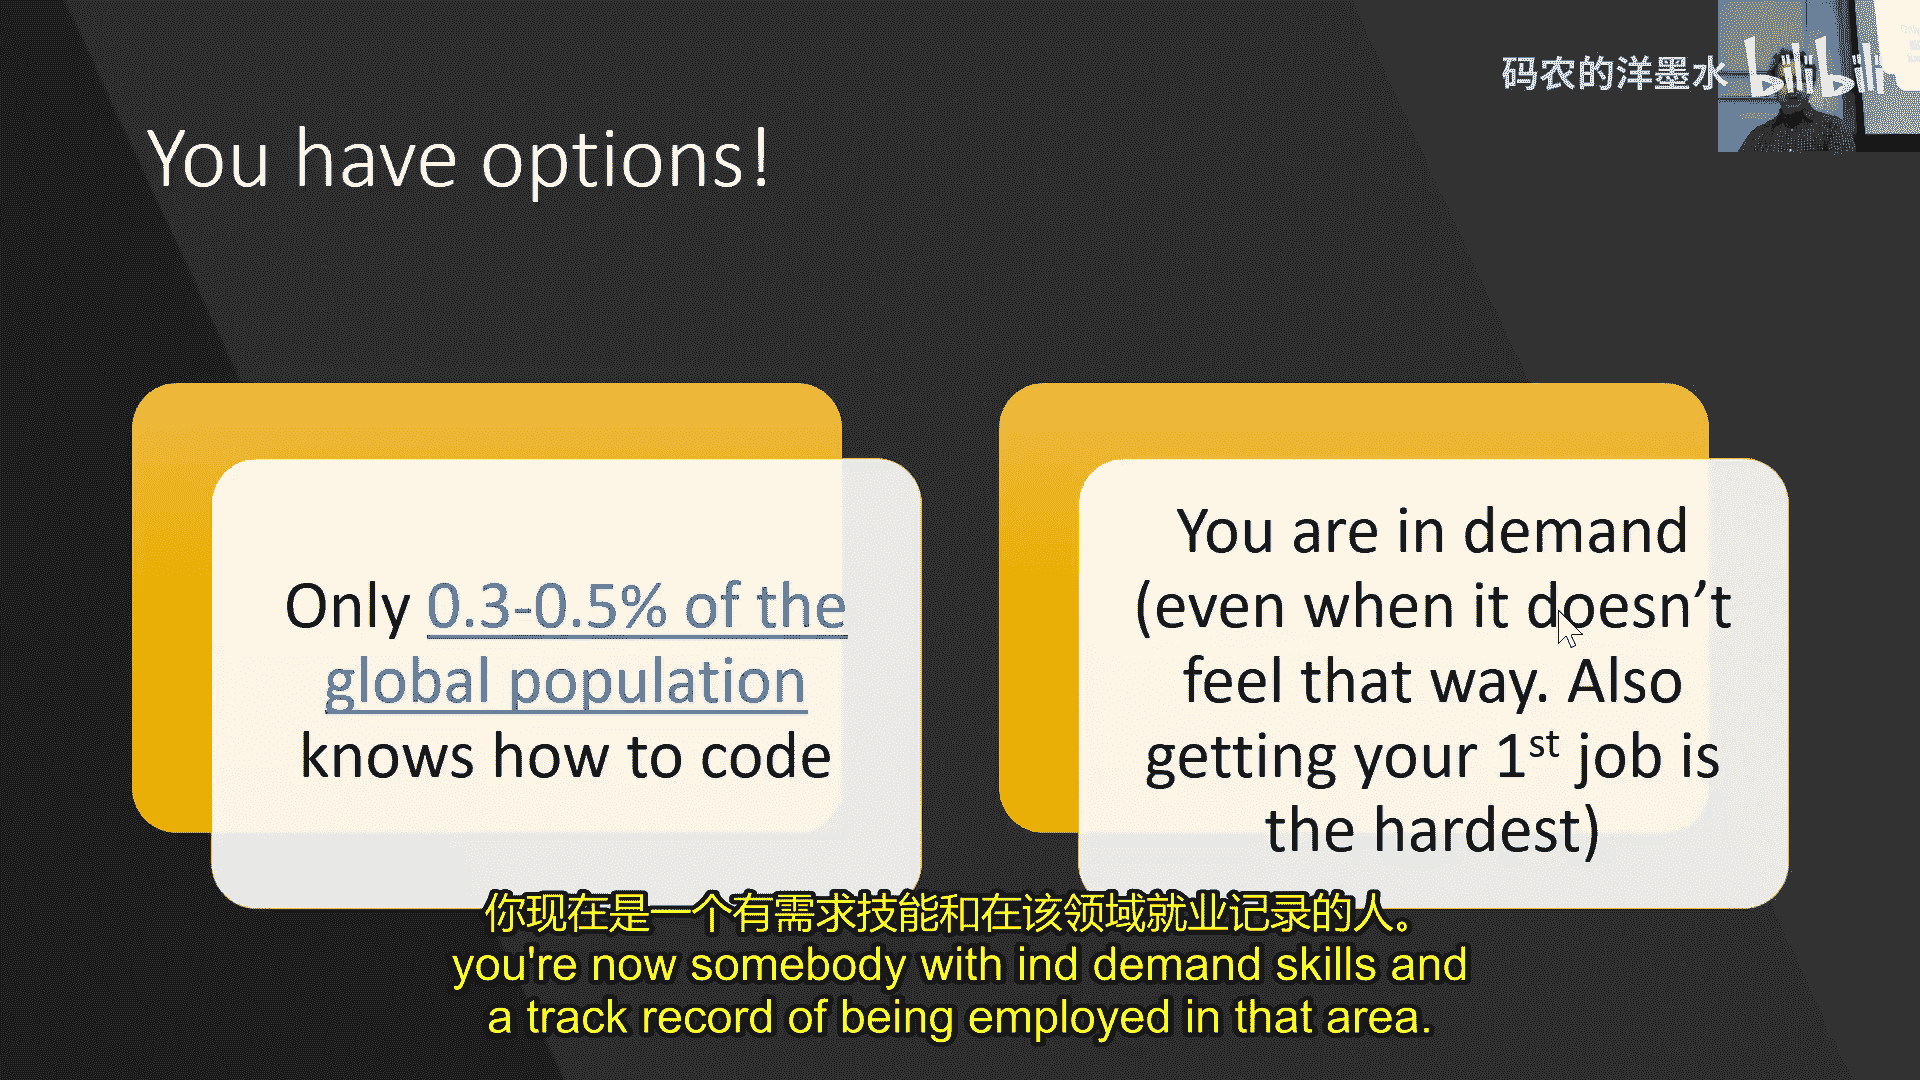 码农的洋墨水 bilibili
You have options!
Only 0.3-0.5% of the
global population
knows how to code
You are in demand
(even when it doesn’t
feel that way. Also
getting your 1st job is
the hardest)
你现在是一个有需求技能和在该领域就业记录的人。
you're now somebody with ind demand skills and
a track record of being employed in that area.